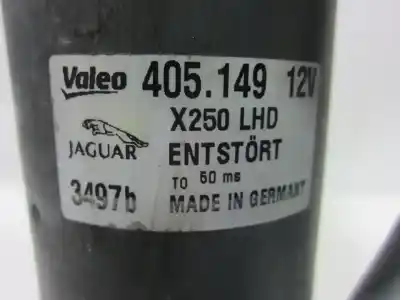 Valeo 405.149 12V
X250 LHD
JAGUAR ENTSTÖRT
TO 50 ms
3497b MADE IN GERMANY